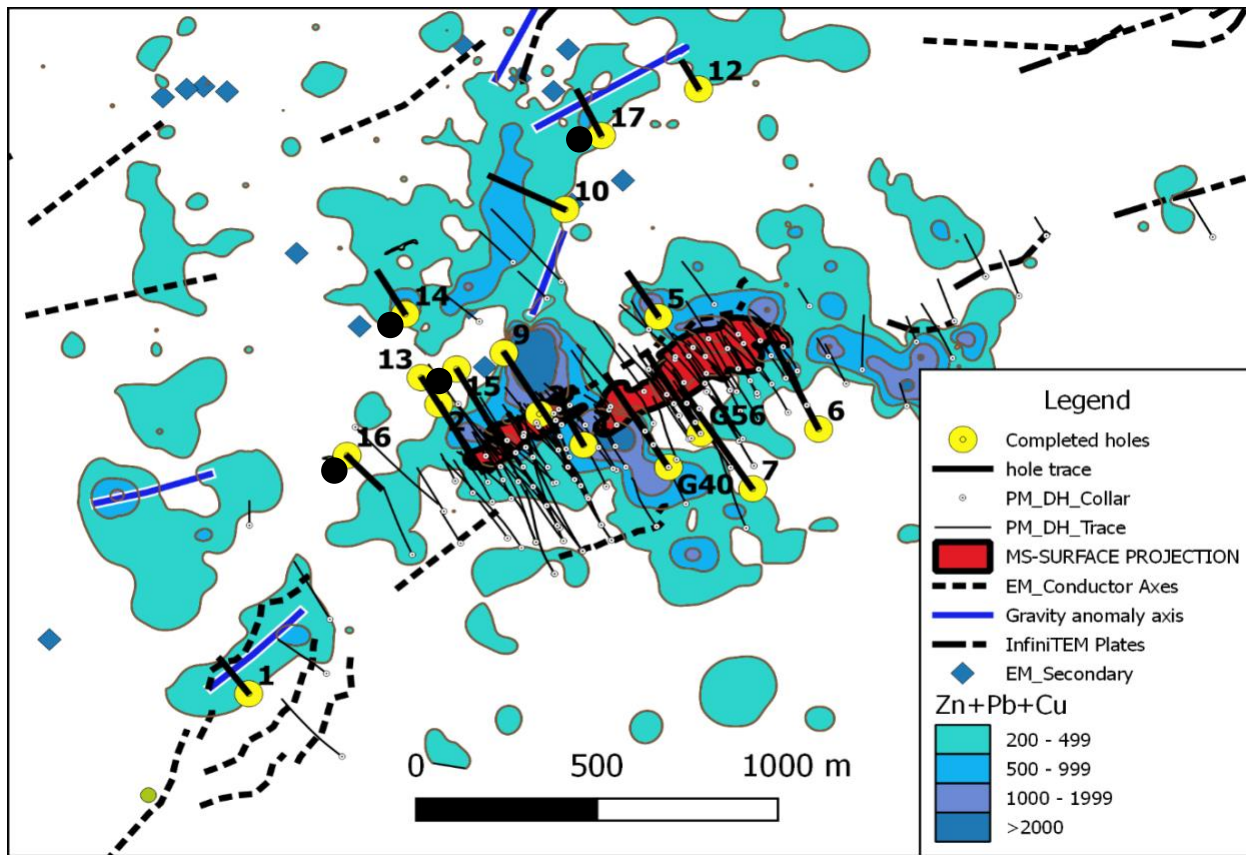 12
17
10
5
14
9
13
15
2
G56
6
16
G40
7
1
0 500 1000 m
Legend
Completed holes
hole trace
PM_DH_Collar
PM_DH_Trace
MS-SURFACE PROJECTION
EM_Conductor Axes
Gravity anomaly axis
InfiniTEM Plates
EM_Secondary
Zn+Pb+Cu
200 - 499
500 - 999
1000 - 1999
>2000